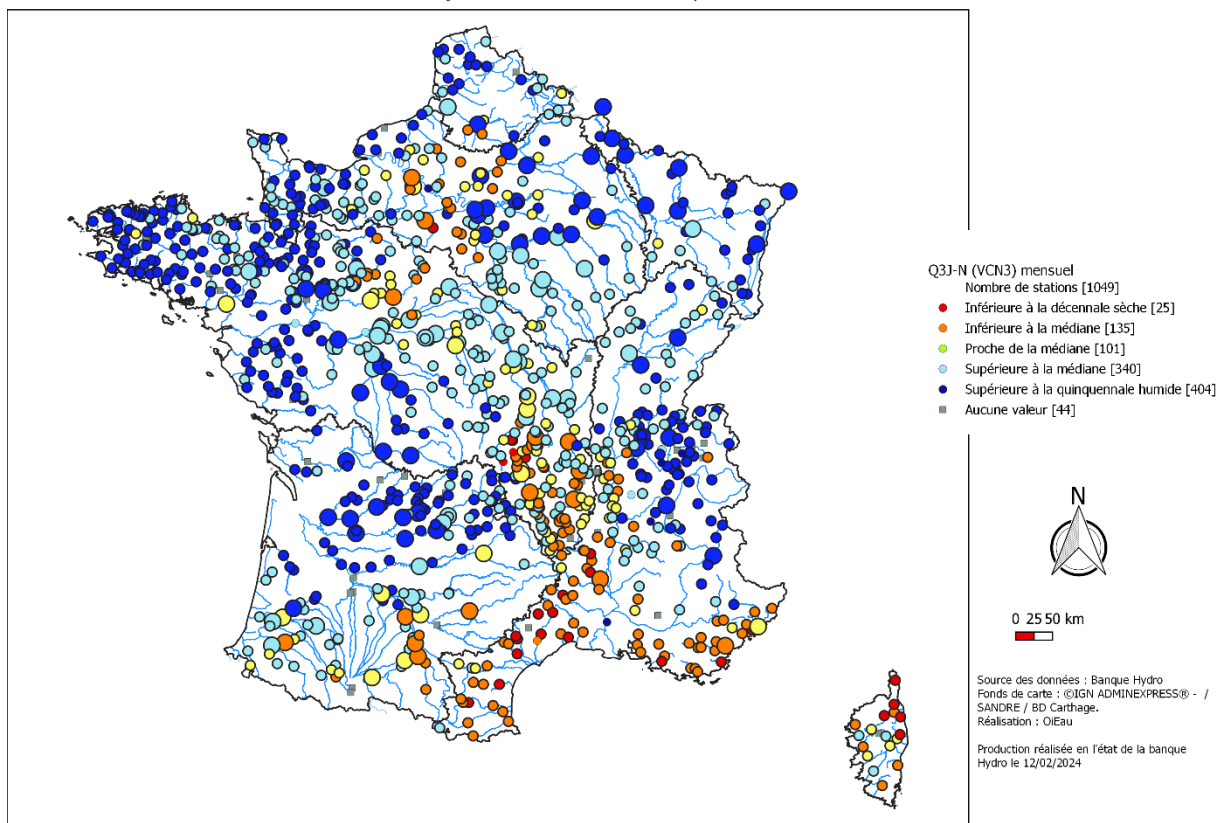 Q3J-N (VCN3) mensuel
Nombre de stations [1049]
Inférieure à la décennale sèche [25]
Inférieure à la médiane [135]
Proche de la médiane [101]
Supérieure à la médiane [340]
Supérieure à la quinquennale humide [404]
Aucune valeur [44]
N
0 25 50 km
Source des données : Banque Hydro
Fonds de carte : ©IGN ADMINEXPRESS® - /
SANDRE / BD Carthage.
Réalisation : OiEau
Production réalisée en l'état de la banque
Hydro le 12/02/2024